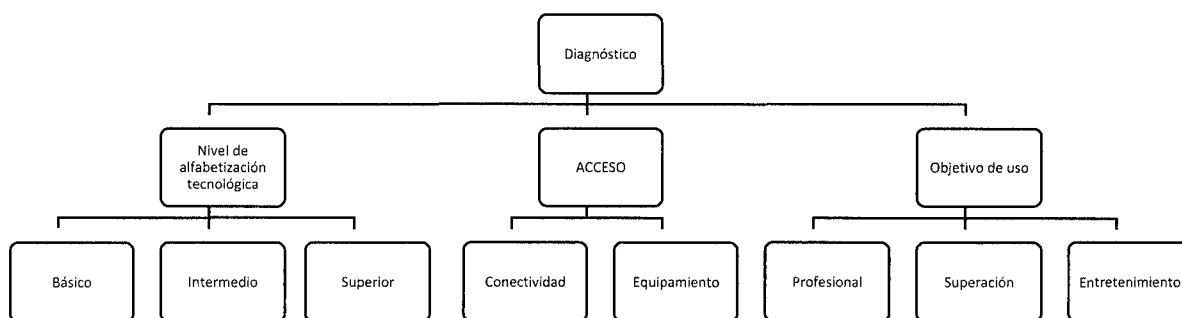 Diagnóstico
Nivel de
alfabetización
tecnológica
ACCESO
Objetivo de uso
Básico
Intermedio
Superior
Conectividad
Equipamiento
Profesional
Superación
Entretenimiento